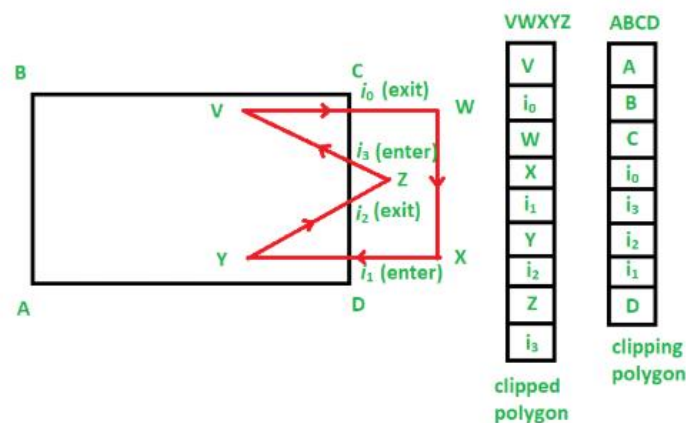 VWXYZ ABCD
B
C
V
i₀ (exit)
W
i₃ (enter)
Z
i₂ (exit)
Y
i₁ (enter)
X
A
D
V
i₀
W
X
i₁
Y
i₂
Z
i₃
clipped
polygon
A
B
C
i₀
i₃
i₂
i₁
D
clipping
polygon